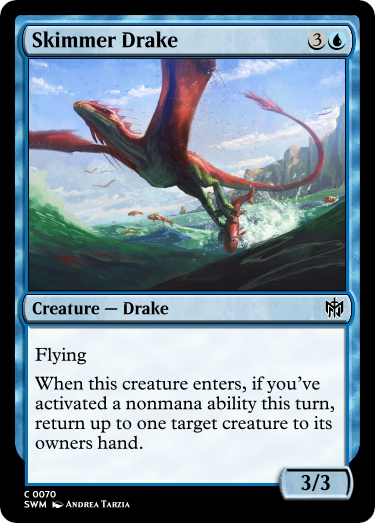 Skimmer Drake 3
Creature — Drake
Flying
When this creature enters, if you've
activated a nonmana ability this turn,
return up to one target creature to its
owners hand.
3/3
C 0070
SWM Andrea Tarzia